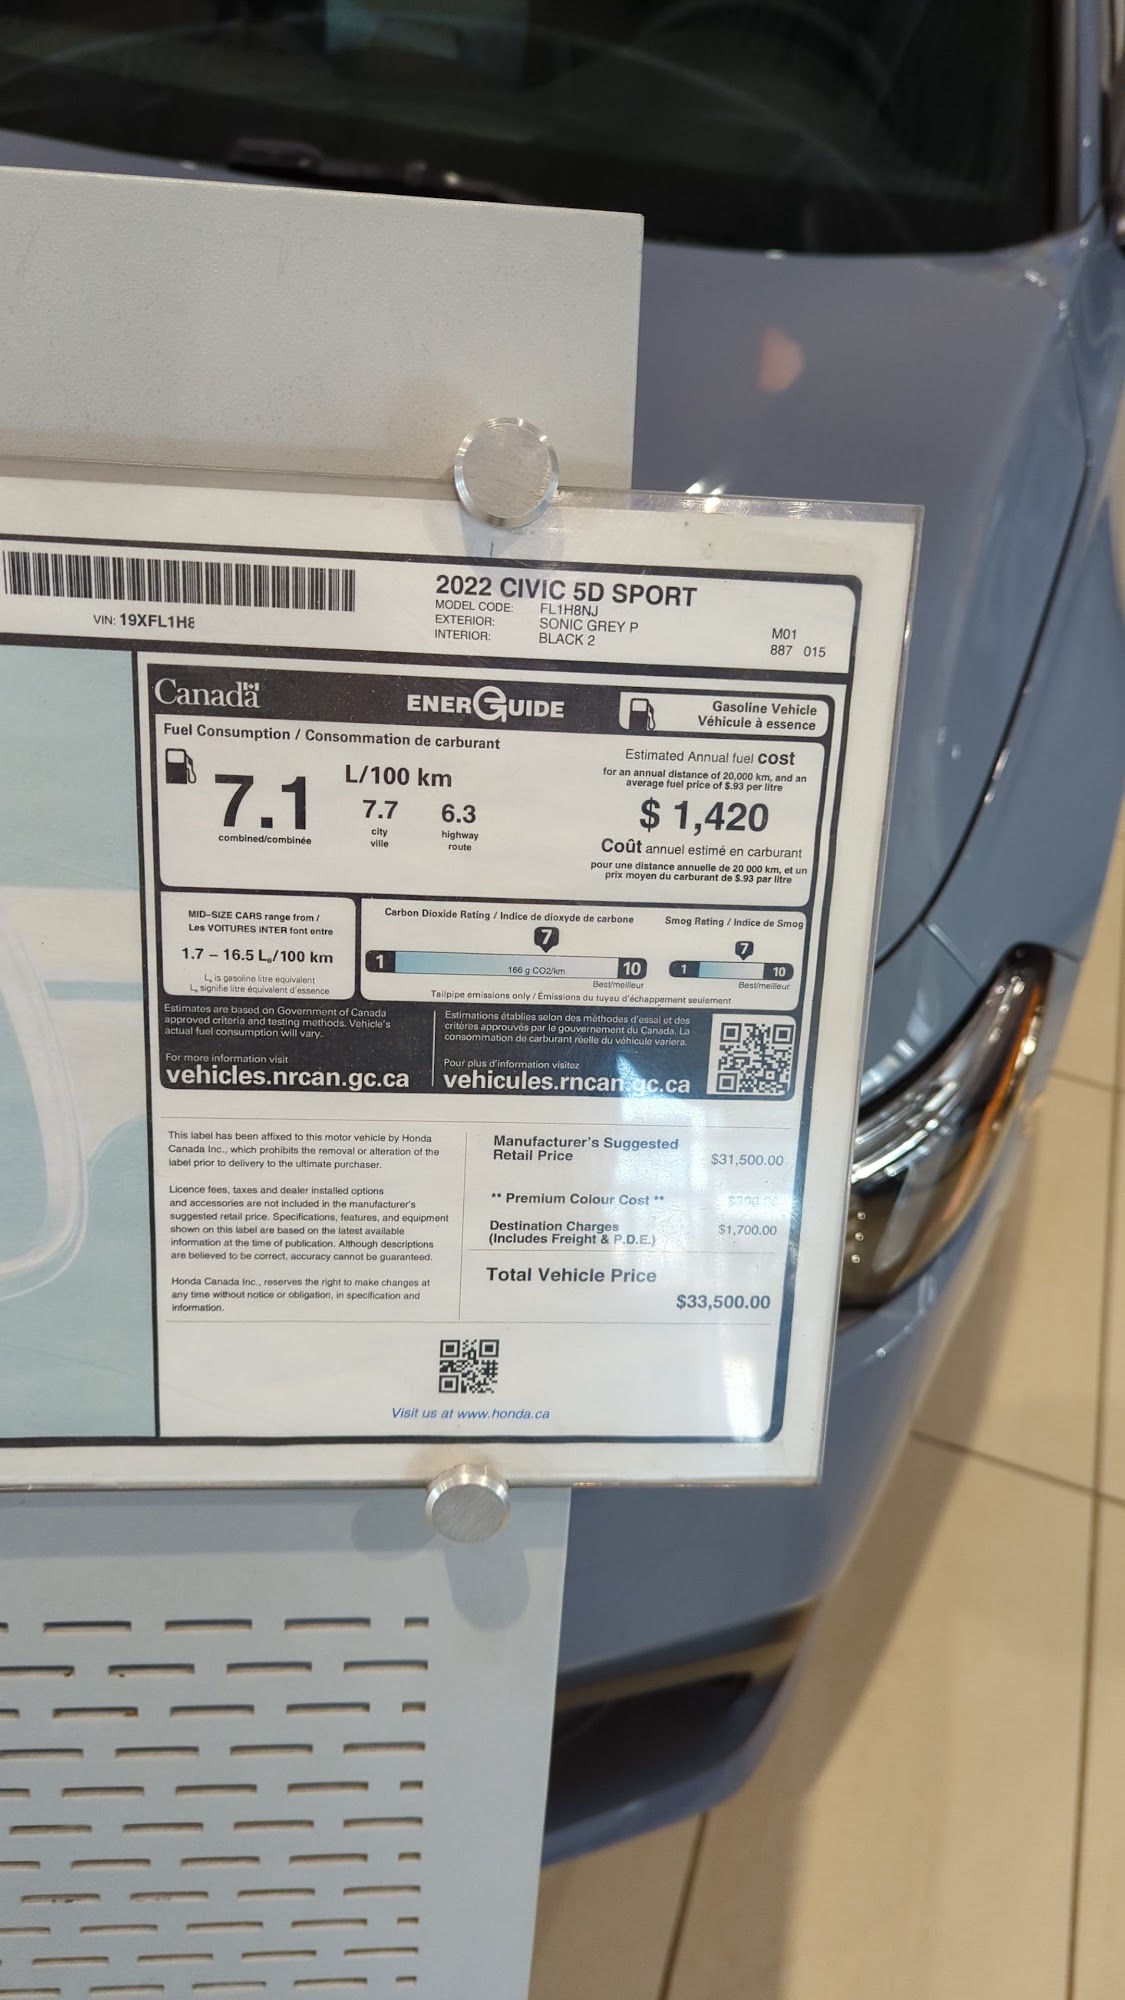 2022 CIVIC 5D SPORT
MODEL CODE: FL1H8NJ
EXTERIOR: SONIC GREY P
INTERIOR: BLACK 2
VIN: 19XFL1H8
M01
887 015
Canada
ENERGUIDE
Gasoline Vehicle
Véhicule à essence
Fuel Consumption / Consommation de carburant
7.1
combined/combinée
L/100 km
7.7
city
ville
6.3
highway
route
Estimated Annual fuel cost
for an annual distance of 20,000 km, and an
average fuel price of $.93 per litre
$ 1,420
Coût annuel estimé en carburant
pour une distance annuelle de 20 000 km, et un
prix moyen du carburant de $.93 par litre
MID-SIZE CARS range from /
Les VOITURES INTER font entre
1.7 – 16.5 Le/100 km
Le is gasoline litre equivalent
Le signifie litre équivalent d'essence
Carbon Dioxide Rating / Indice de dioxyde de carbone
7
1
166 g CO2/km
10
Best/meilleur
Smog Rating / Indice de Smog
7
1
10
Best/meilleur
Tailpipe emissions only / Émissions du tuyau d'échappement seulement
Estimates are based on Government of Canada
approved criteria and testing methods. Vehicle's
actual fuel consumption will vary.
For more information visit
vehicles.nrcan.gc.ca
Estimations établies selon des méthodes d'essai et des
critères approuvés par le gouvernement du Canada. La
consommation de carburant réelle du véhicule variera.
Pour plus d'information visitez
vehicules.rncan.gc.ca
This label has been affixed to this motor vehicle by Honda
Canada Inc., which prohibits the removal or alteration of the
label prior to delivery to the ultimate purchaser.
Licence fees, taxes and dealer installed options
and accessories are not included in the manufacturer's
suggested retail price. Specifications, features, and equipment
shown on this label are based on the latest available
information at the time of publication. Although descriptions
are believed to be correct, accuracy cannot be guaranteed.
Honda Canada Inc., reserves the right to make changes at
any time without notice or obligation, in specification and
information.
Manufacturer's Suggested
Retail Price $31,500.00
** Premium Colour Cost ** $300.00
Destination Charges
(Includes Freight & P.D.E.) $1,700.00
Total Vehicle Price
$33,500.00
Visit us at www.honda.ca